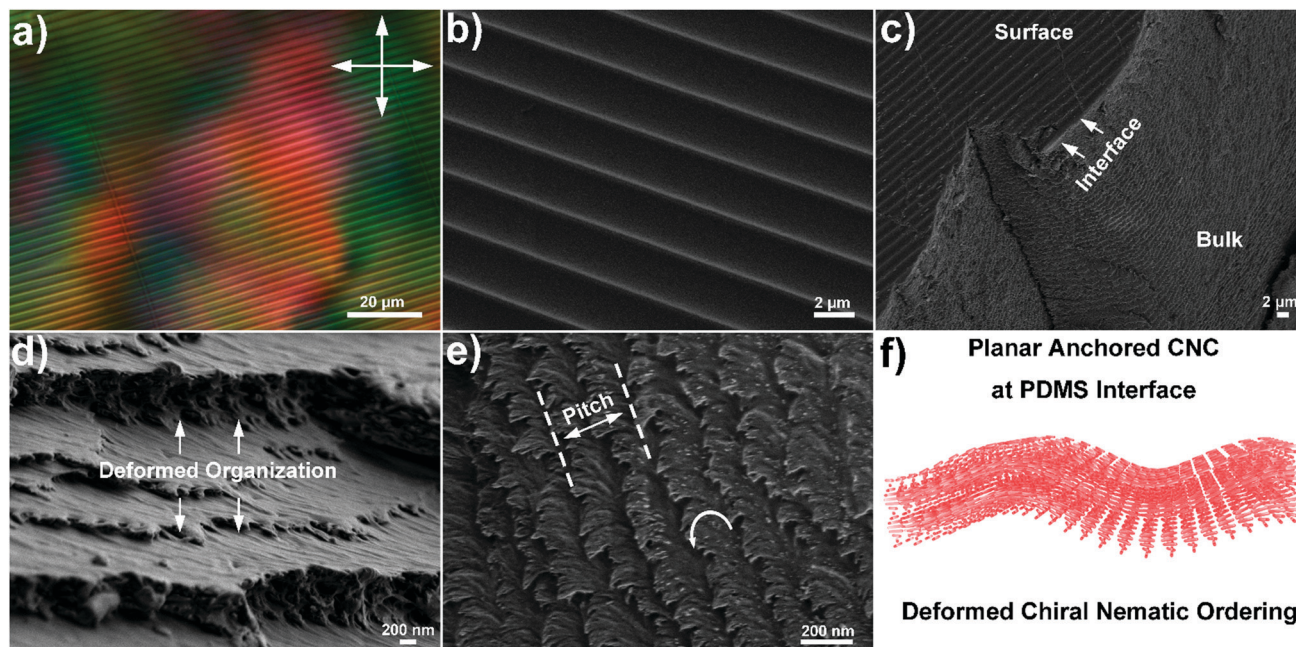 a)
20 µm
b)
2 µm
c)
Surface
Interface
Bulk
2 µm
d)
Deformed Organization
200 nm
e)
Pitch
200 nm
f)
Planar Anchored CNC
at PDMS Interface
Deformed Chiral Nematic Ordering